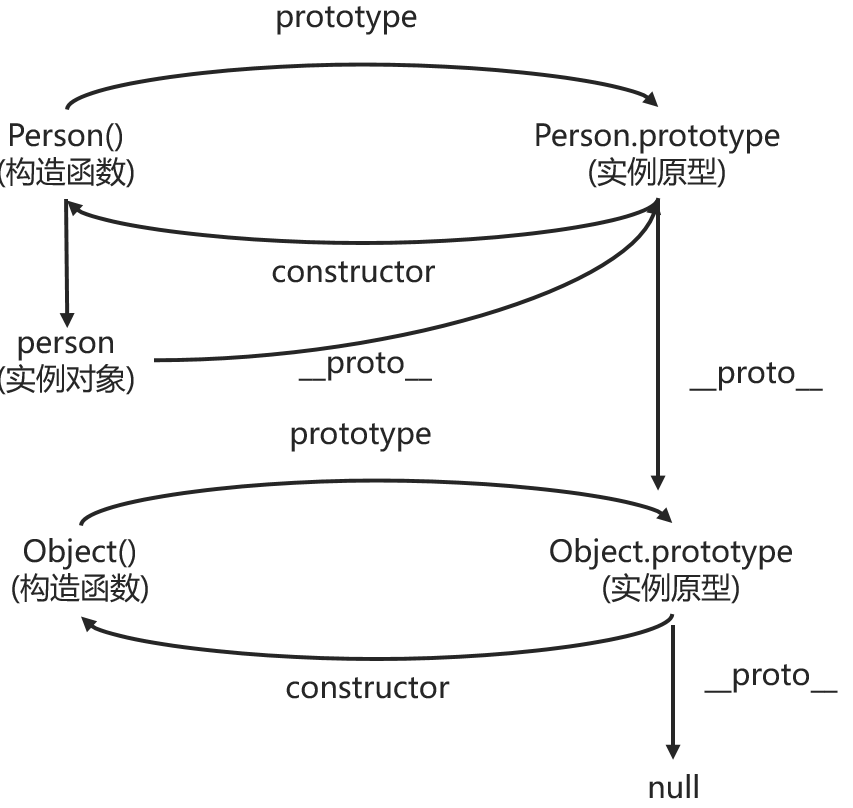 prototype
Person()
(构造函数)
Person.prototype
(实例原型)
constructor
person
(实例对象)
__proto__
__proto__
prototype
Object()
(构造函数)
Object.prototype
(实例原型)
constructor
__proto__
null